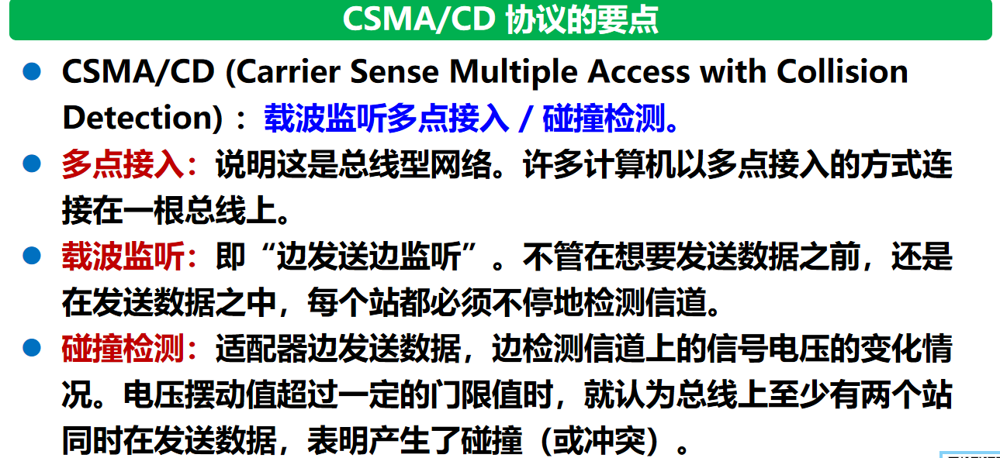 CSMA/CD 协议的要点
CSMA/CD (Carrier Sense Multiple Access with Collision
Detection) ：载波监听多点接入 / 碰撞检测。
多点接入：说明这是总线型网络。许多计算机以多点接入的方式连
接在一根总线上。
载波监听：即“边发送边监听”。不管在想要发送数据之前，还是
在发送数据之中，每个站都必须不停地检测信道。
碰撞检测：适配器边发送数据，边检测信道上的信号电压的变化情
况。电压摆动值超过一定的门限值时，就认为总线上至少有两个站
同时在发送数据，表明产生了碰撞（或冲突）。